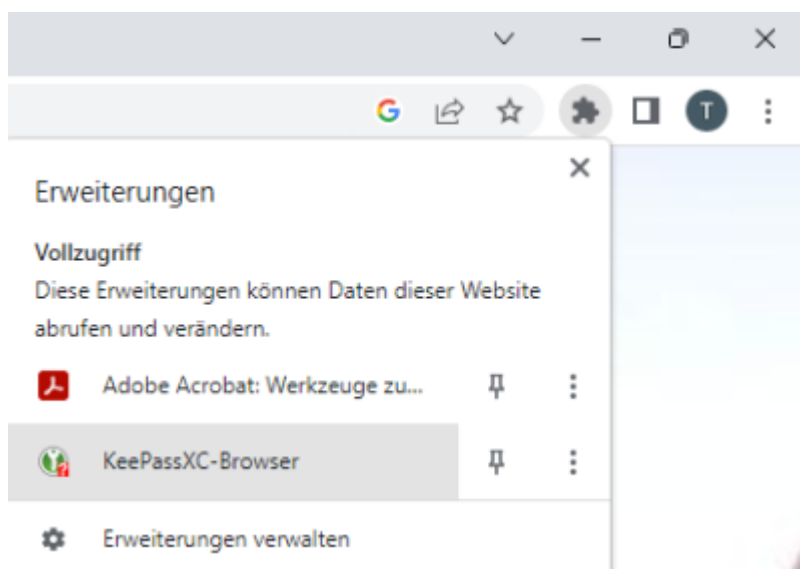 T
Erweiterungen
Vollzugriff
Diese Erweiterungen können Daten dieser Website
abrufen und verändern.
Adobe Acrobat: Werkzeuge zu...
KeePassXC-Browser
Erweiterungen verwalten